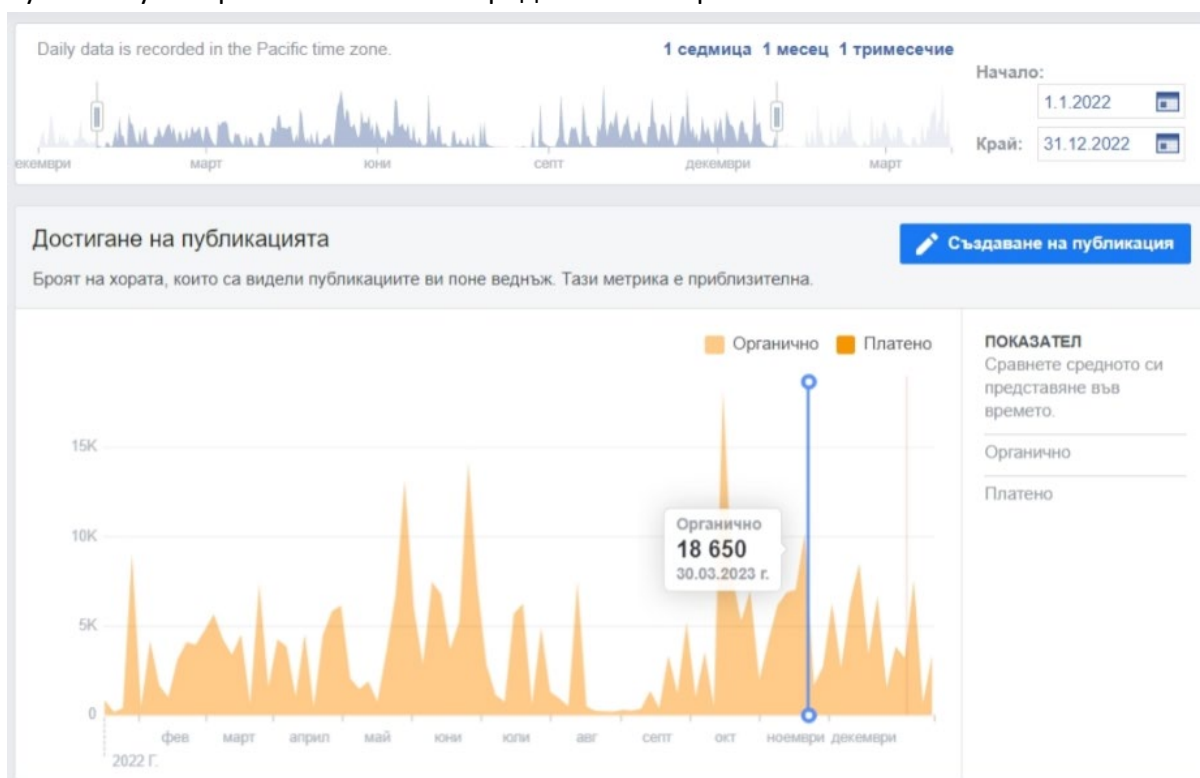 Daily data is recorded in the Pacific time zone.
1 седмица 1 месец 1 тримесечие
Начало:
1.1.2022
Край: 31.12.2022
екември март юни септ декември март
Достигане на публикацията
Създаване на публикация
Броят на хората, които са видели публикациите ви поне веднъж. Тази метрика е приблизителна.
Органично Платено
ПОКАЗАТЕЛ
Сравнете средното си
представяне във
времето.
Органично
Платено
15K
10K
5K
0
Органично
18 650
30.03.2023 г.
фев март април май юни юли авг септ окт ноември декември
2022 Г.